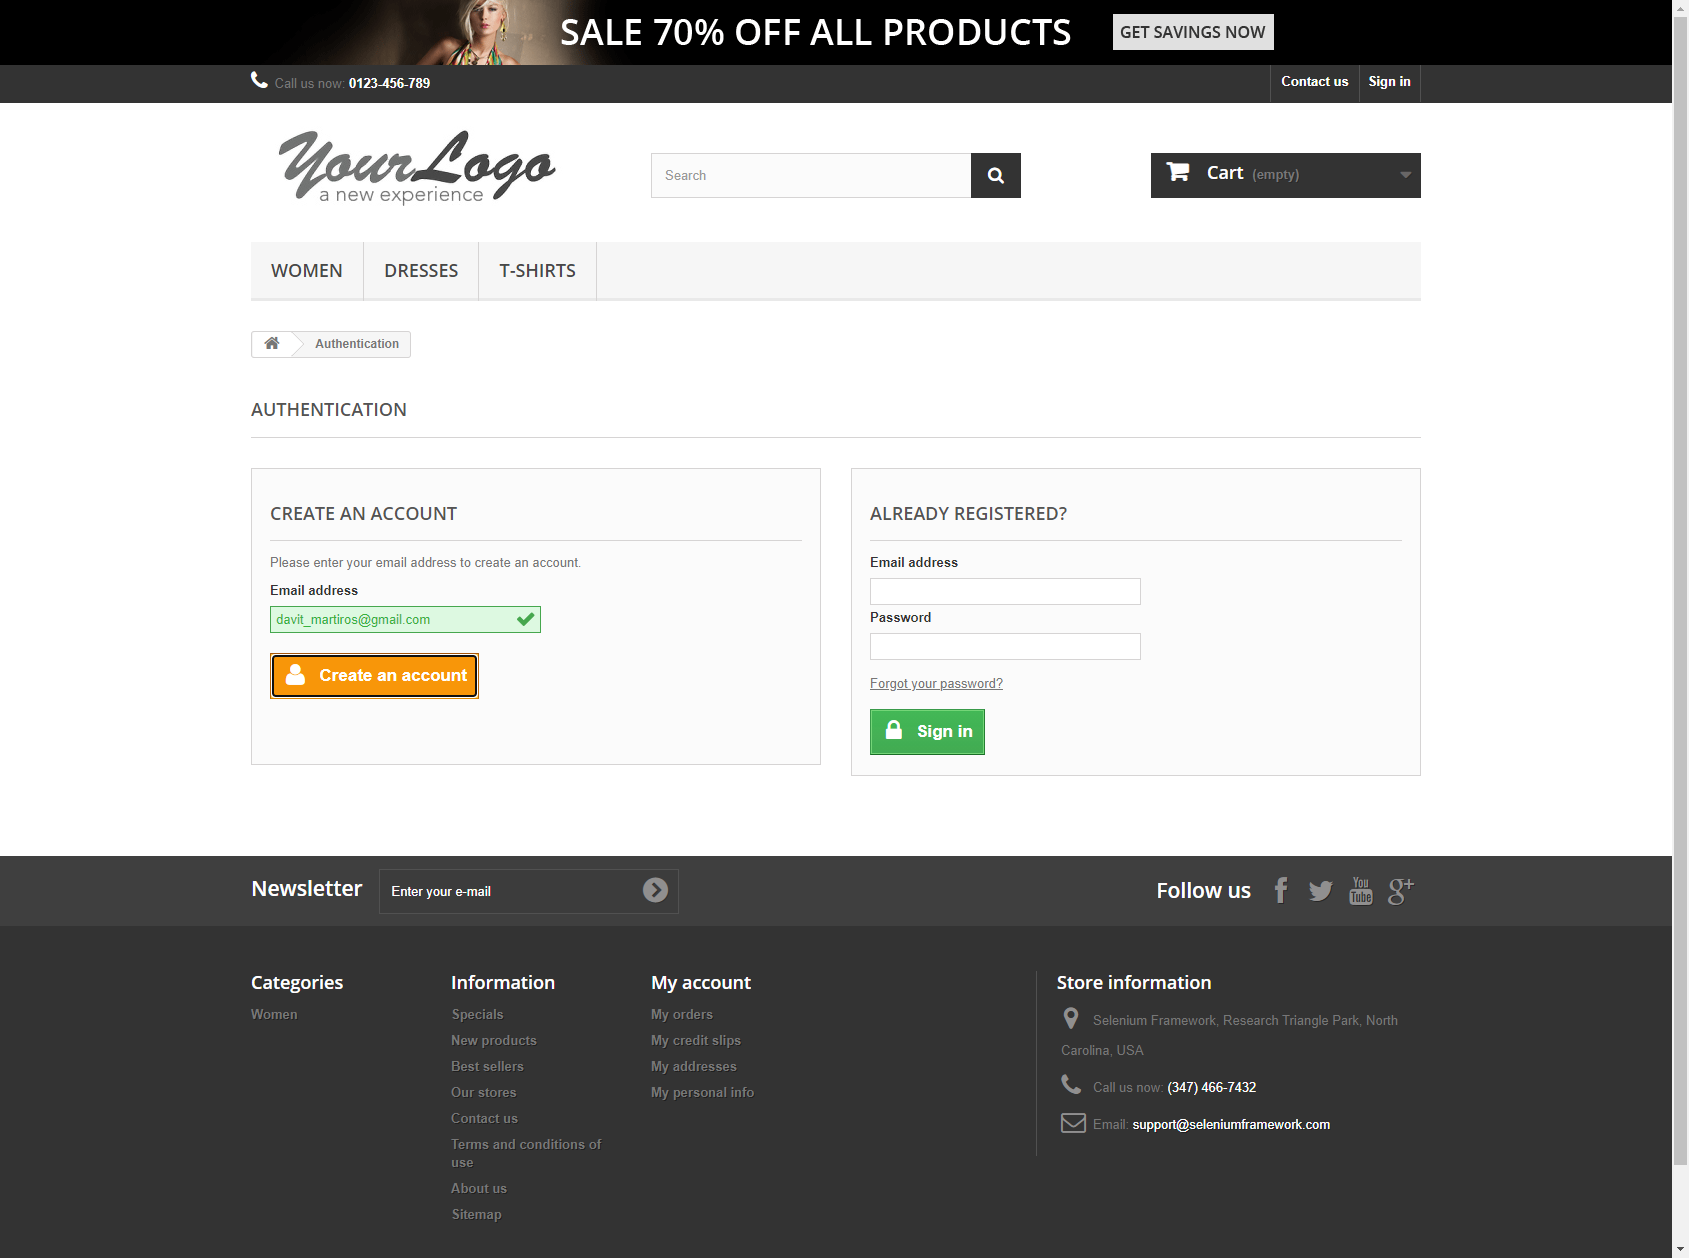 SALE 70% OFF ALL PRODUCTS GET SAVINGS NOW
Call us now: 0123-456-789 Contact us Sign in
YourLogo
a new experience
Search
Cart (empty)
WOMEN DRESSES T-SHIRTS
Authentication
AUTHENTICATION
CREATE AN ACCOUNT
Please enter your email address to create an account.
Email address
davit_martiros@gmail.com
Create an account
ALREADY REGISTERED?
Email address
Password
Forgot your password?
Sign in
Newsletter Enter your e-mail
Follow us
You
Tube
g+
Categories
Women
Information
Specials
New products
Best sellers
Our stores
Contact us
Terms and conditions of
use
About us
Sitemap
My account
My orders
My credit slips
My addresses
My personal info
Store information
Selenium Framework, Research Triangle Park, North
Carolina, USA
Call us now: (347) 466-7432
Email: support@seleniumframework.com